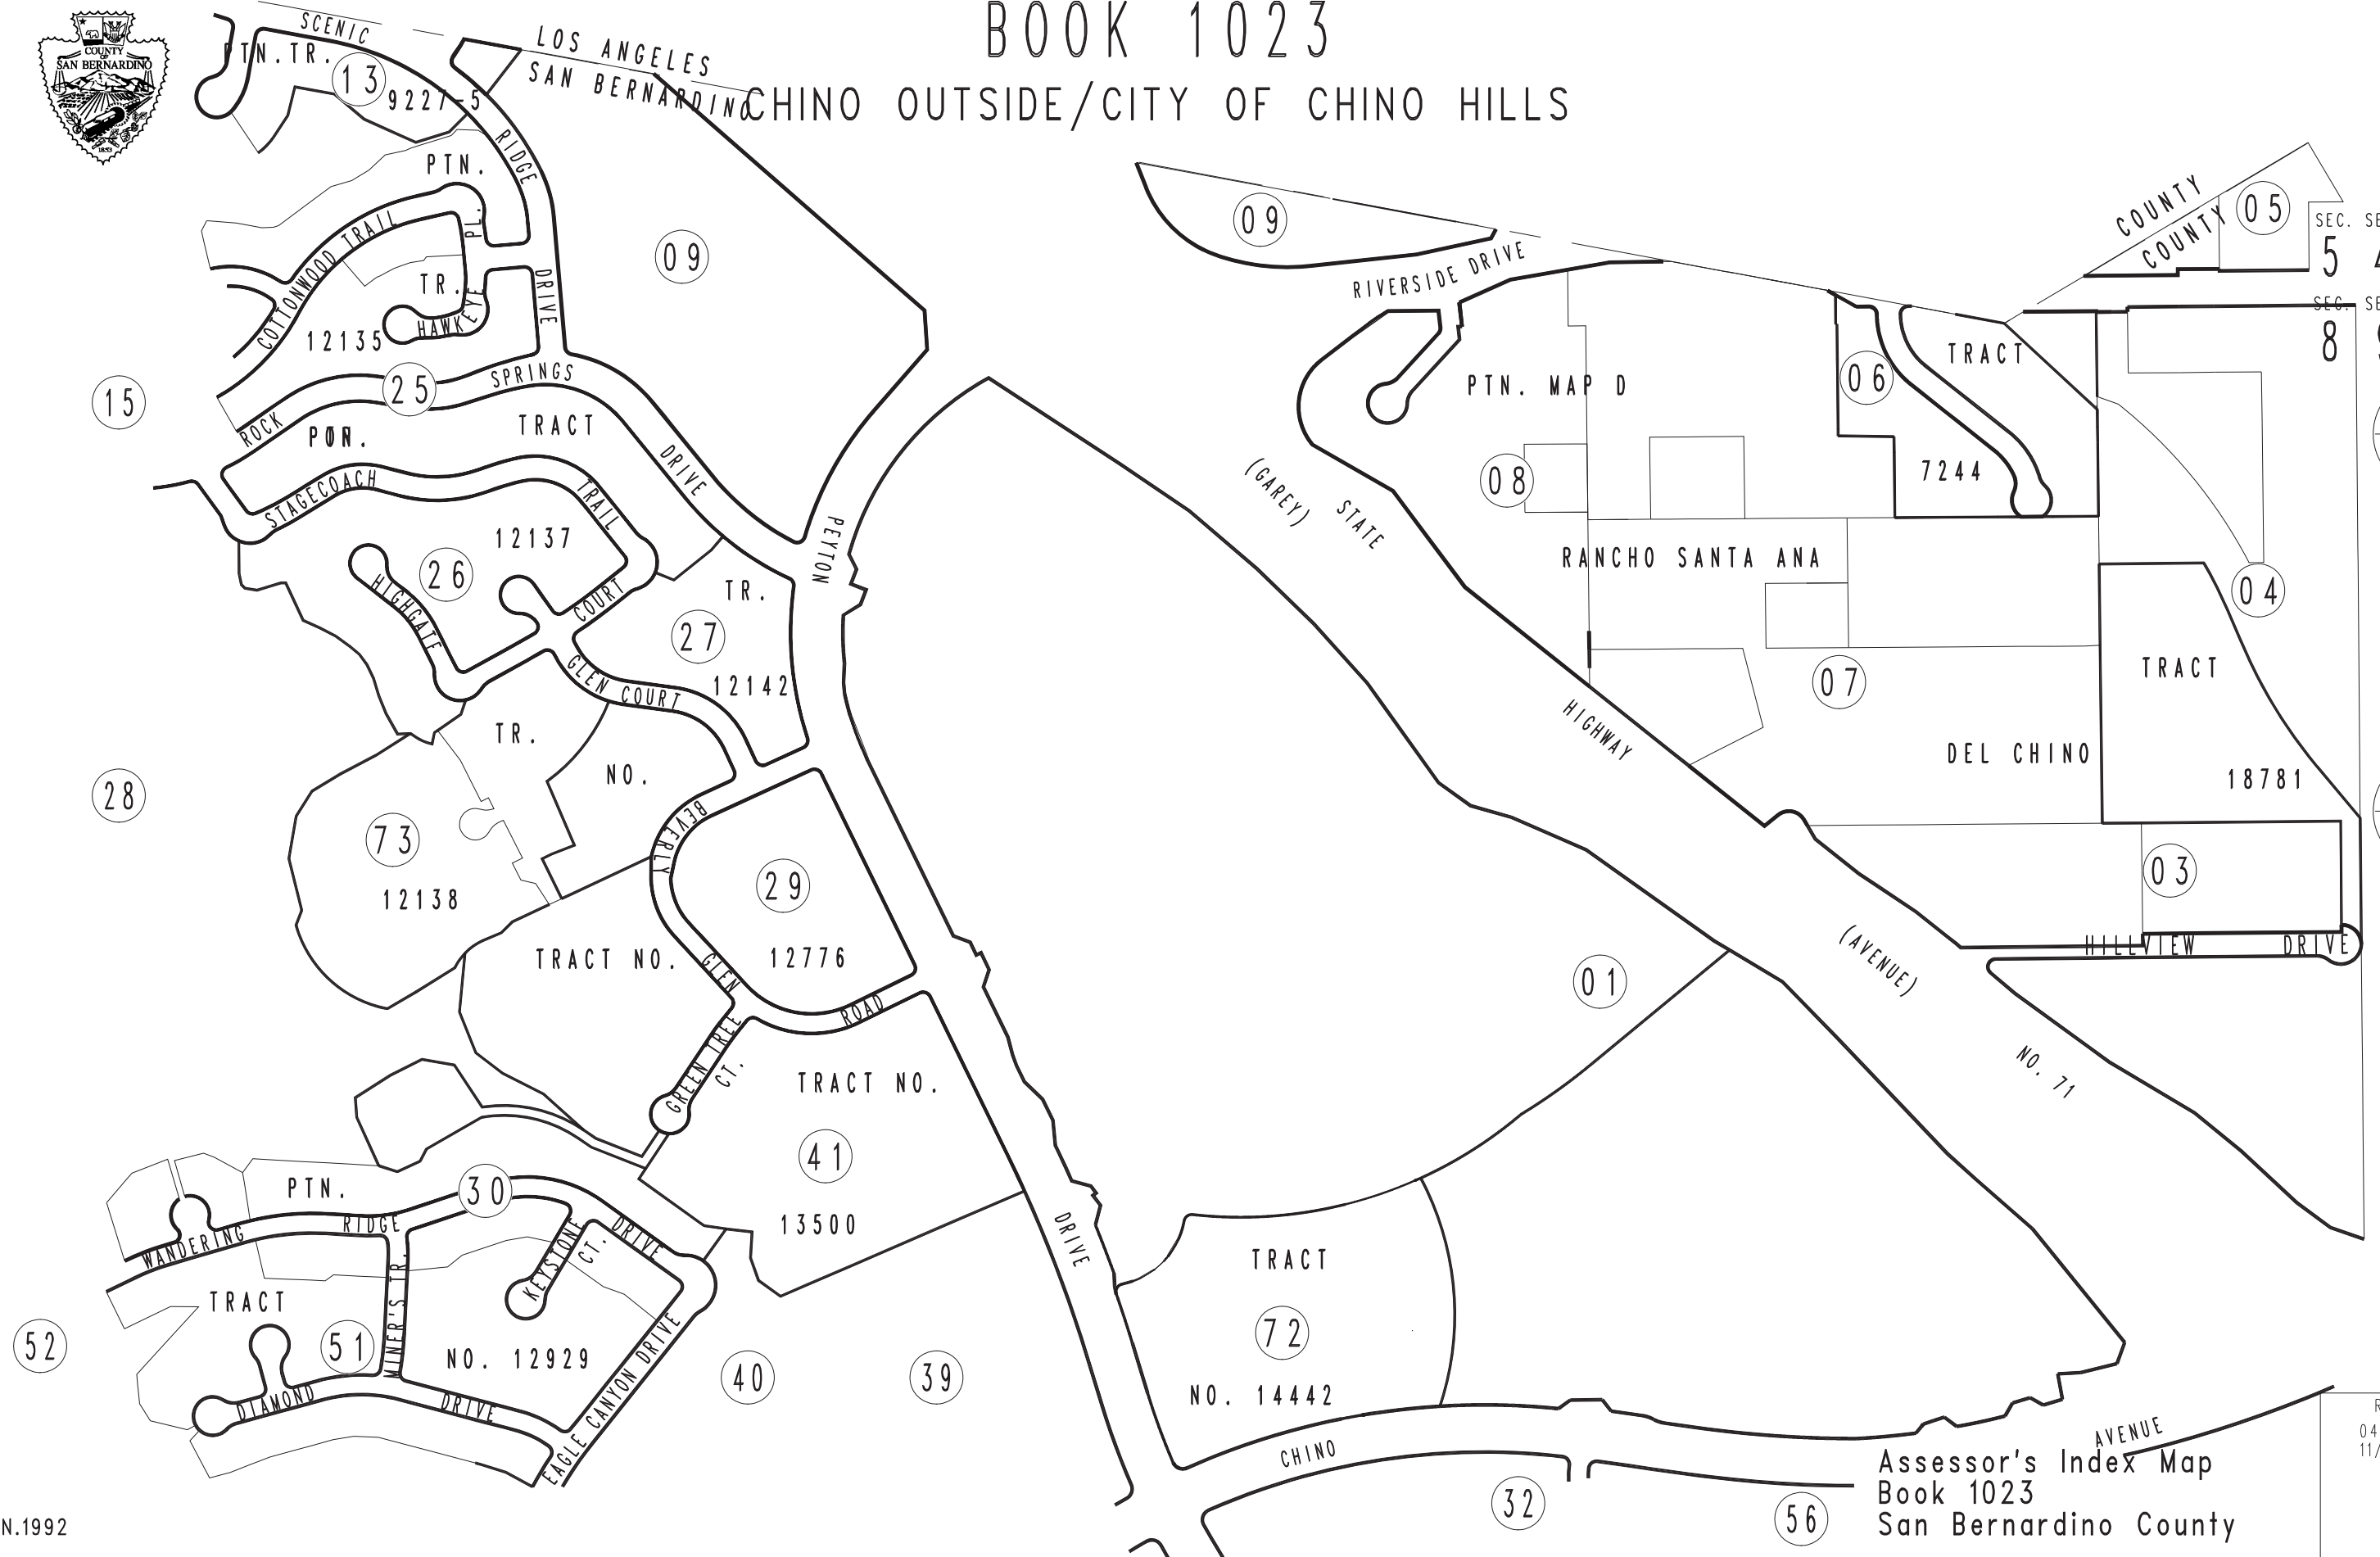 BOOK 1023
CHINO OUTSIDE/CITY OF CHINO HILLS
COUNTY
OF
SAN BERNARDINO
1853
SCENIC
PTN.TR.
13
9227-5
LOS ANGELES
SAN BERNARDINO
RIDGE
PTN.
09
09
COUNTY
COUNTY
05
SEC.
5
SEC.
8
COTTONWOOD TRAIL
PL.
TR.
HAWKEYE
DRIVE
RIVERSIDE DRIVE
12135
15
25
SPRINGS
ROCK
PTN.
TRACT
DRIVE
PTN. MAP D
06
TRACT
7244
08
(GAREY)
STATE
STAGECOACH
TRAIL
12137
PEYTON
26
HIGHGATE
COURT
TR.
27
12142
RANCHO SANTA ANA
04
TRACT
07
GLEN COURT
TR.
NO.
HIGHWAY
DEL CHINO
18781
28
73
12138
BEVERLY
29
12776
03
TRACT NO.
GLEN
ROAD
01
(AVENUE)
HILLVIEW DRIVE
GREEN TREE
CT.
TRACT NO.
NO. 71
41
13500
PTN.
30
WANDERING
RIDGE
DRIVE
KEYSTONE
CT.
DRIVE
TRACT
TRACT
MINER'S TR.
52
51
NO. 12929
40
39
72
NO. 14442
DIAMOND
DRIVE
EAGLE CANYON DRIVE
CHINO
AVENUE
32
56
Assessor's Index Map
Book 1023
San Bernardino County
N.1992